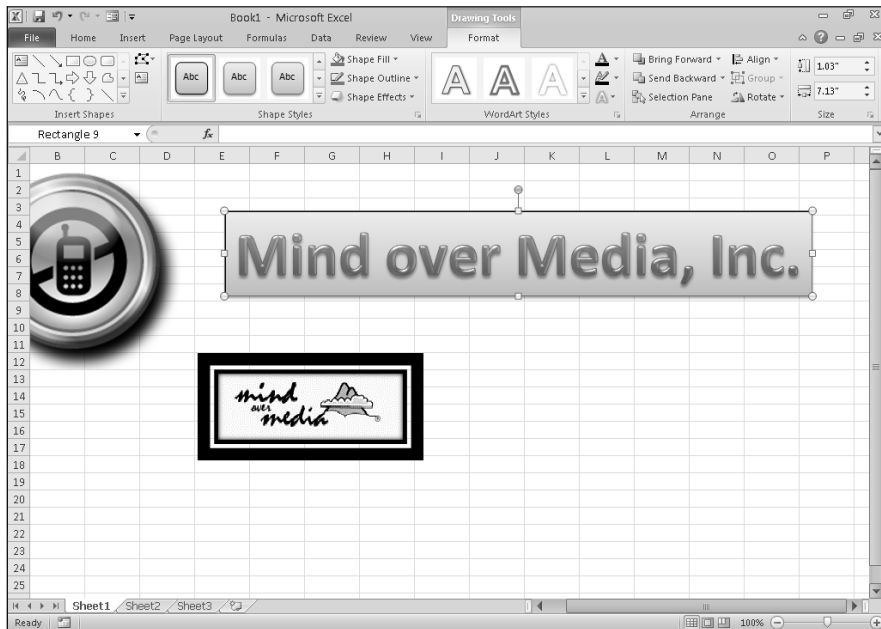 Book1 - Microsoft Excel
Drawing Tools
File Home Insert Page Layout Formulas Data Review View Format
Abc Abc Abc
Shape Fill
Shape Outline
Shape Effects
A A A A
Bring Forward
Send Backward
Selection Pane
Align
Group
Rotate
1.03"
7.13"
Insert Shapes Shape Styles WordArt Styles Arrange Size
Rectangle 9 fx
B C D E F G H I J K L M N O P
1
2
3
4
5
6
7
8
9
10
11
12
13
14
15
16
17
18
19
20
21
22
23
24
25
Mind over Media, Inc.
mind
over
media
Sheet1 Sheet2 Sheet3
Ready 100%